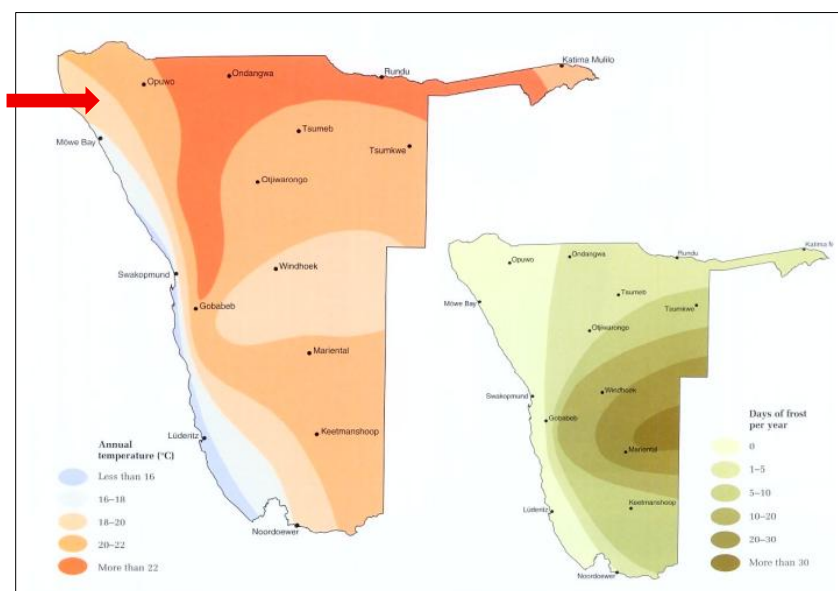 Katima Mulilo
Rundu
Ondangwa
Opuwo
Tsumeb
Möwe Bay
Tsumkwe
Otjiwarongo
Windhoek
Swakopmund
Gobabeb
Mariental
Keetmanshoop
Lüderitz
Noordoewer
Annual
temperature (°C)
Less than 16
16–18
18–20
20–22
More than 22
Katima M
Ondangwa
Rundu
Opuwo
Tsumeb
Möwe Bay
Tsumkwe
Otjiwarongo
Windhoek
Swakopmund
Gobabeb
Mariental
Keetmanshoop
Lüderitz
Noordoewer
Days of frost
per year
0
1–5
5–10
10–20
20–30
More than 30